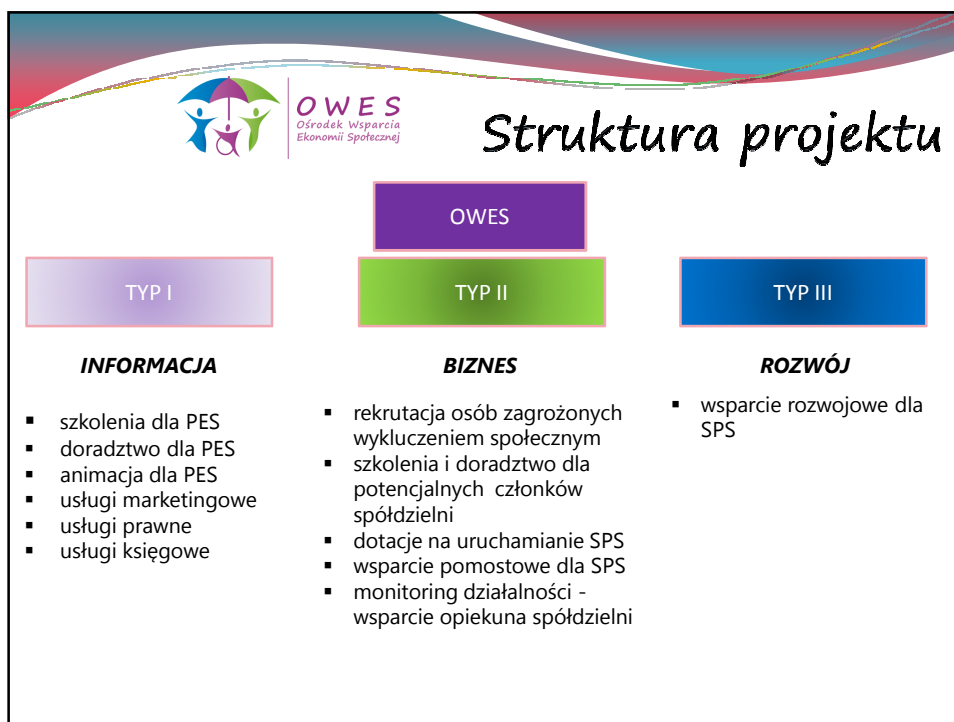 OWES
Ośrodek Wsparcia
Ekonomii Społecznej
Struktura projektu
OWES
TYP I
TYP II
TYP III
INFORMACJA
▪ szkolenia dla PES
▪ doradztwo dla PES
▪ animacja dla PES
▪ usługi marketingowe
▪ usługi prawne
▪ usługi księgowe
BIZNES
▪ rekrutacja osób zagrożonych
wykluczeniem społecznym
▪ szkolenia i doradztwo dla
potencjalnych członków
spółdzielni
▪ dotacje na uruchamianie SPS
▪ wsparcie pomostowe dla SPS
▪ monitoring działalności -
wsparcie opiekuna spółdzielni
ROZWÓJ
▪ wsparcie rozwojowe dla
SPS